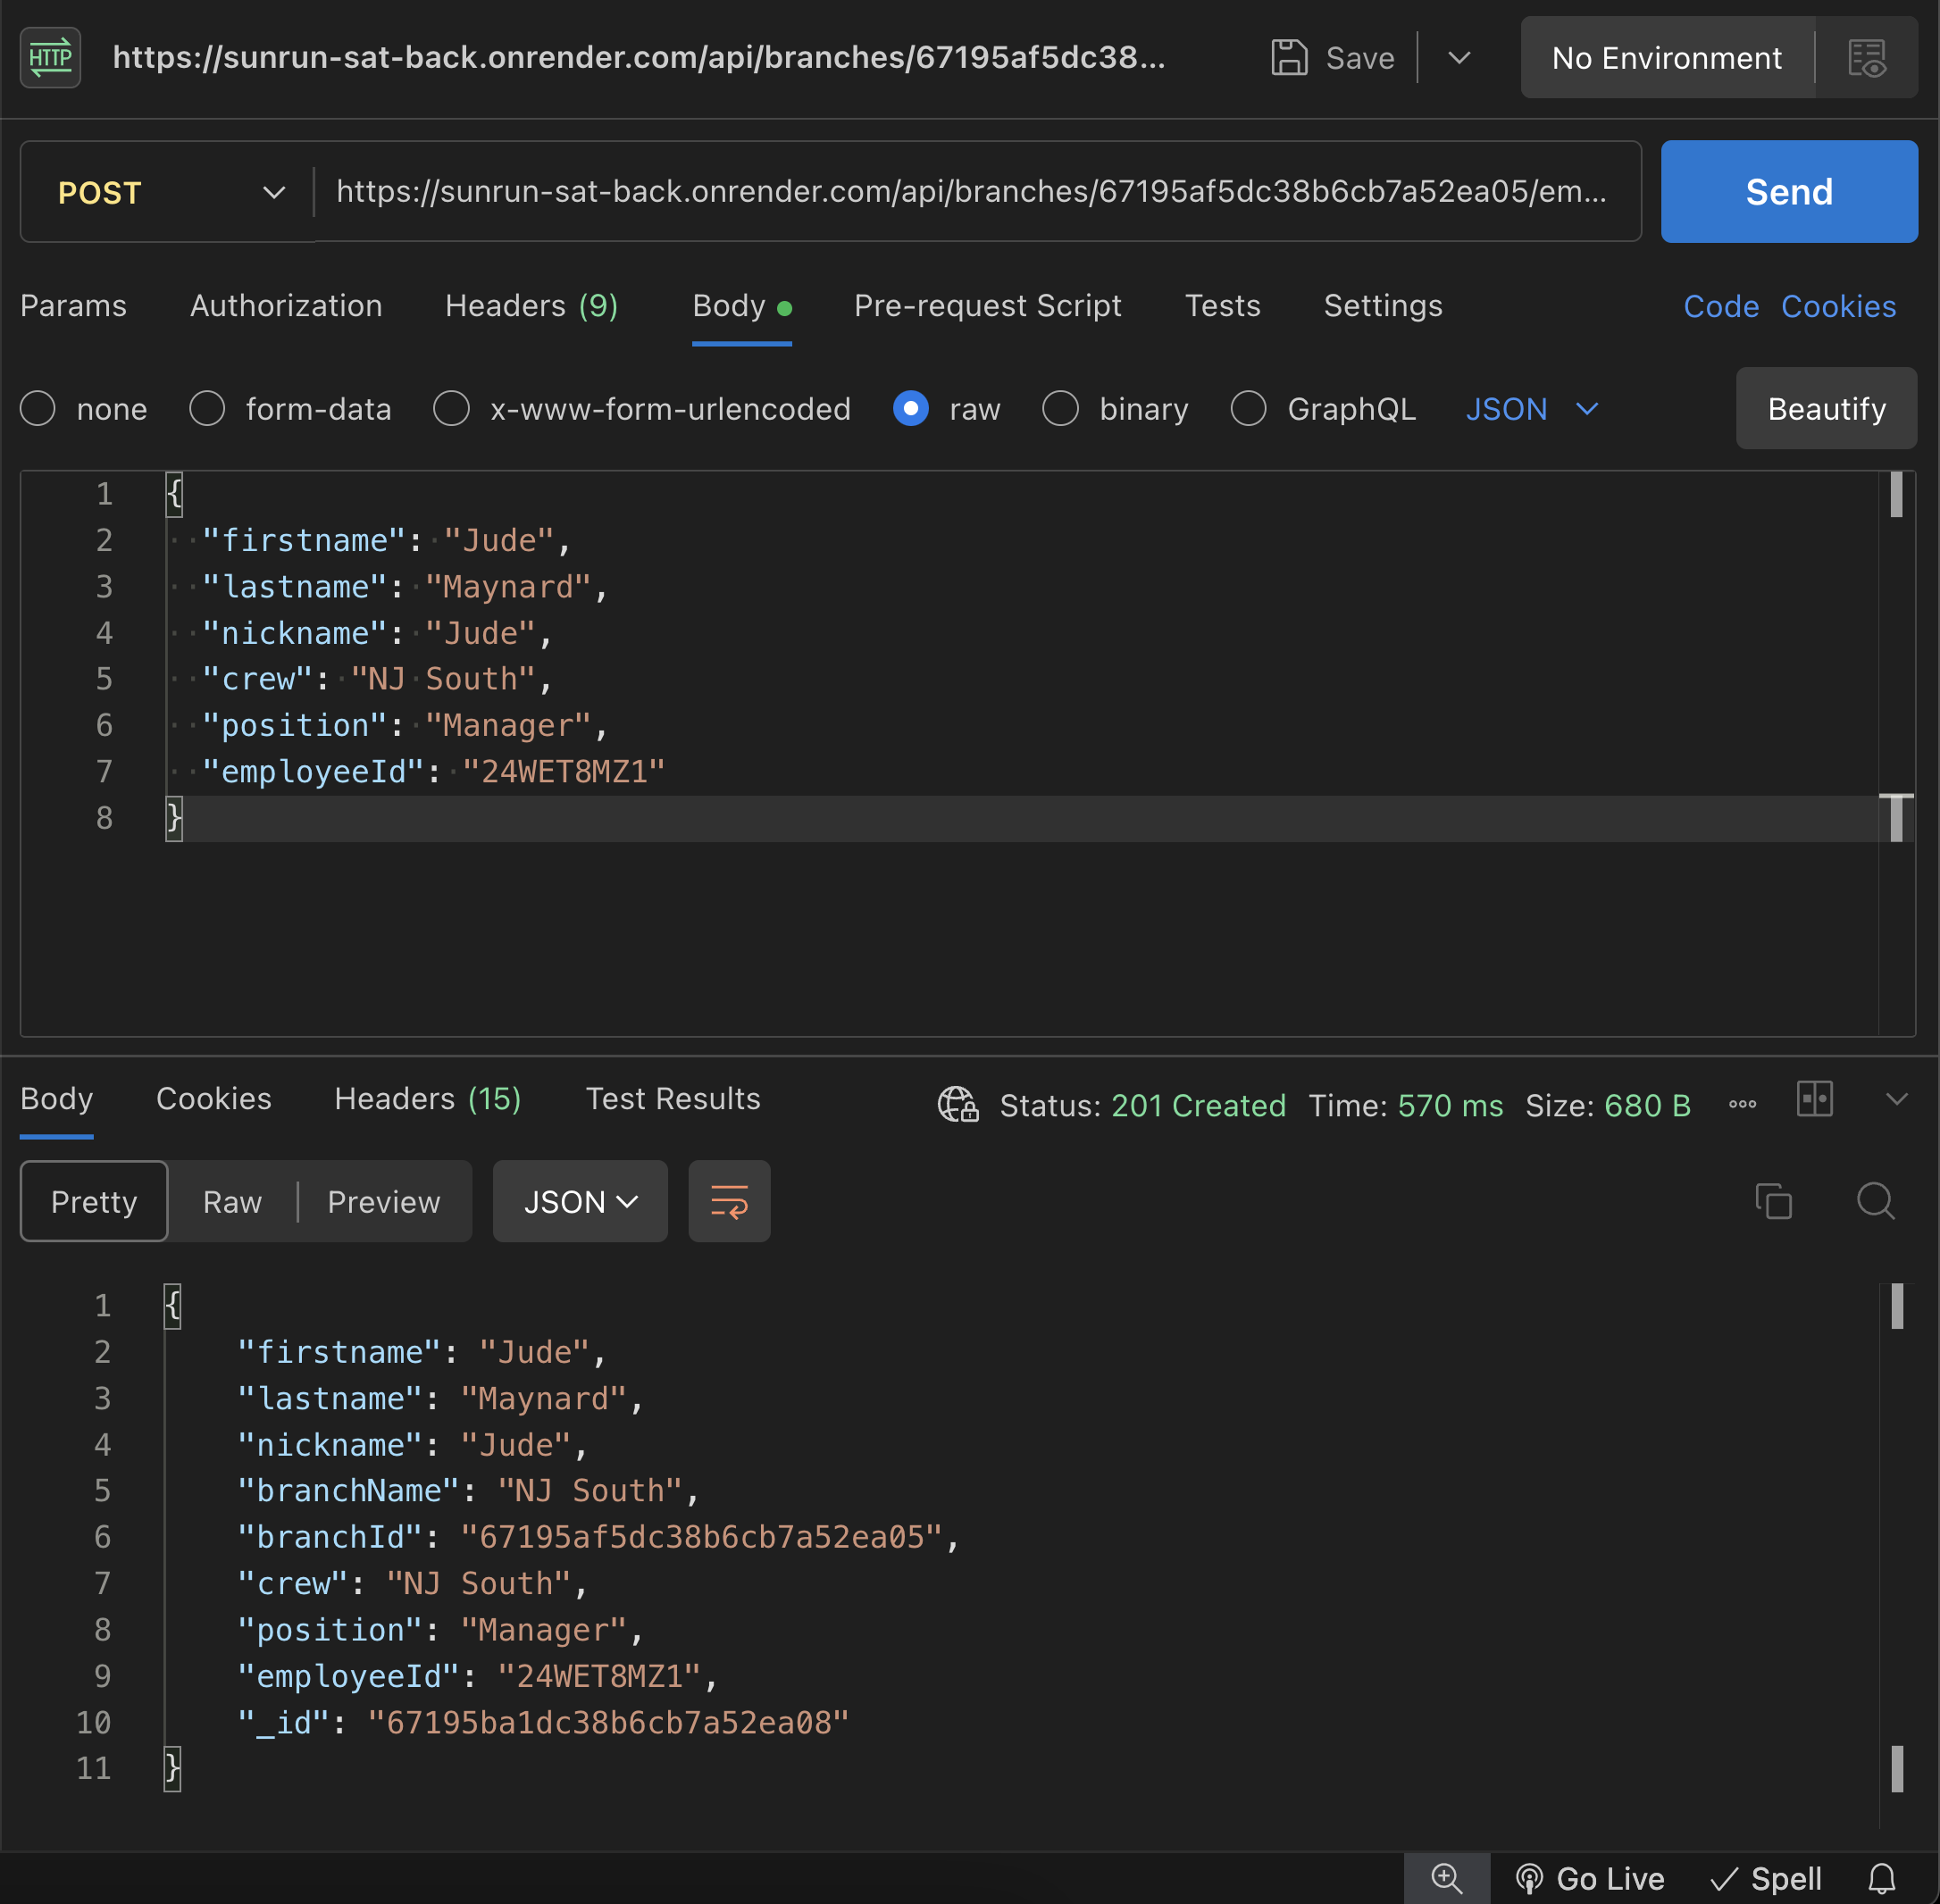 HTTP https://sunrun-sat-back.onrender.com/api/branches/67195af5dc38... Save No Environment
POST https://sunrun-sat-back.onrender.com/api/branches/67195af5dc38b6cb7a52ea05/em... Send
Params Authorization Headers (9) Body Pre-request Script Tests Settings Code Cookies
none form-data x-www-form-urlencoded raw binary GraphQL JSON Beautify
1 {
2 "firstname": "Jude",
3 "lastname": "Maynard",
4 "nickname": "Jude",
5 "crew": "NJ South",
6 "position": "Manager",
7 "employeeId": "24WET8MZ1"
8 }
Body Cookies Headers (15) Test Results Status: 201 Created Time: 570 ms Size: 680 B
Pretty Raw Preview JSON
1 {
2 "firstname": "Jude",
3 "lastname": "Maynard",
4 "nickname": "Jude",
5 "branchName": "NJ South",
6 "branchId": "67195af5dc38b6cb7a52ea05",
7 "crew": "NJ South",
8 "position": "Manager",
9 "employeeId": "24WET8MZ1",
10 "_id": "67195ba1dc38b6cb7a52ea08"
11 }
Go Live Spell